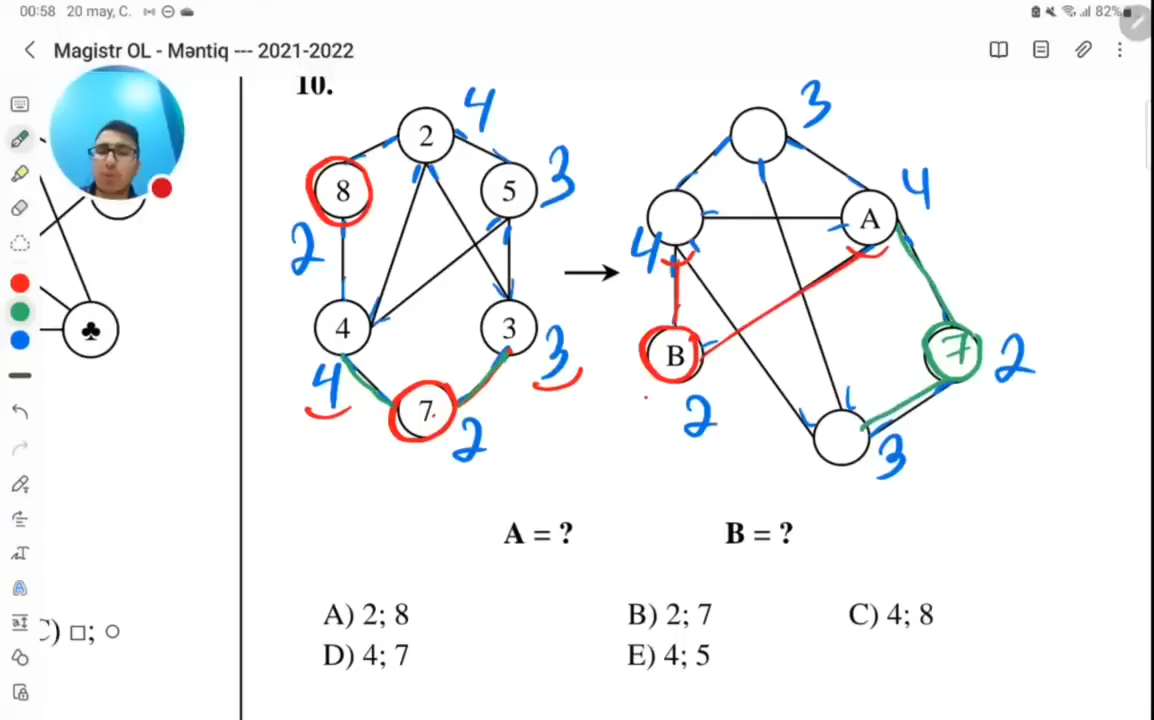 00:58 20 may, C. 82%
Magistr OL - Məntiq --- 2021-2022
10.
2 4
3
8
5 3
2
4
3
4
3
7
2
4
A 4
B
2
7 2
3
♣
A = ? B = ?
A) 2; 8 B) 2; 7 C) 4; 8
D) 4; 7 E) 4; 5
C) □; ○